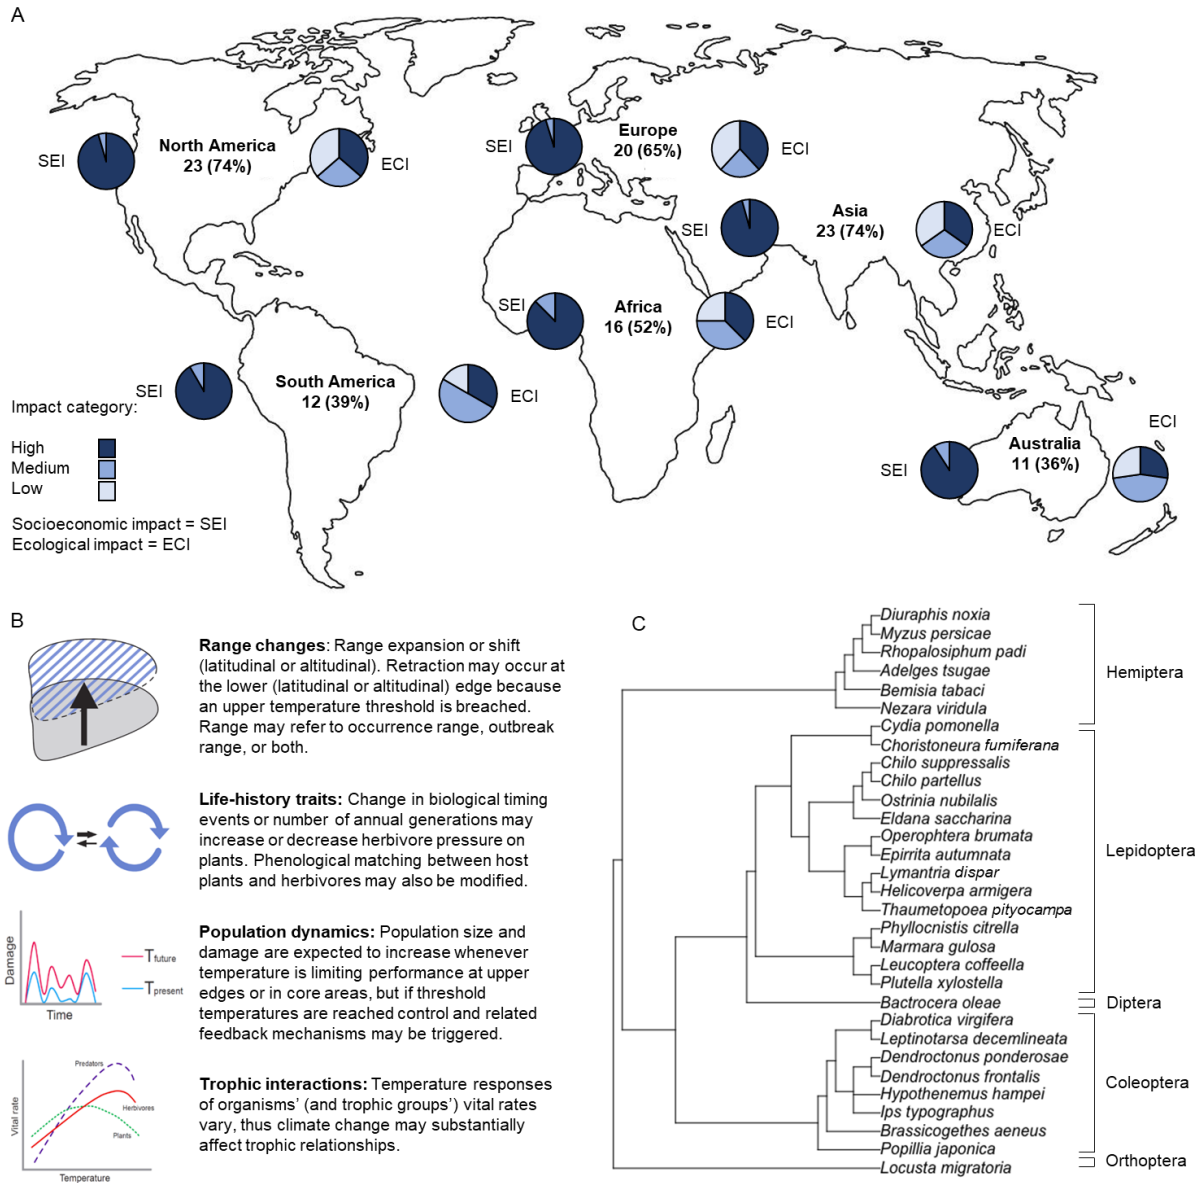 A
North America
23 (74%)
SEI
ECI
Europe
20 (65%)
SEI
ECI
Asia
23 (74%)
SEI
ECI
Africa
16 (52%)
SEI
ECI
South America
12 (39%)
SEI
ECI
Australia
11 (36%)
SEI
ECI
Impact category:
High
Medium
Low
Socioeconomic impact = SEI
Ecological impact = ECI
B
Range changes: Range expansion or shift
(latitudinal or altitudinal). Retraction may occur at
the lower (latitudinal or altitudinal) edge because
an upper temperature threshold is breached.
Range may refer to occurrence range, outbreak
range, or both.
Life-history traits: Change in biological timing
events or number of annual generations may
increase or decrease herbivore pressure on
plants. Phenological matching between host
plants and herbivores may also be modified.
Damage
Time
Tfuture
Tpresent
Population dynamics: Population size and
damage are expected to increase whenever
temperature is limiting performance at upper
edges or in core areas, but if threshold
temperatures are reached control and related
feedback mechanisms may be triggered.
Vital rate
Temperature
Predators
Herbivores
Plants
Trophic interactions: Temperature responses
of organisms' (and trophic groups') vital rates
vary, thus climate change may substantially
affect trophic relationships.
C
Diuraphis noxia
Myzus persicae
Rhopalosiphum padi
Adelges tsugae
Bemisia tabaci
Nezara viridula
Cydia pomonella
Choristoneura fumiferana
Chilo suppressalis
Chilo partellus
Ostrinia nubilalis
Eldana saccharina
Operophtera brumata
Epirrita autumnata
Lymantria dispar
Helicoverpa armigera
Thaumetopoea pityocampa
Phyllocnistis citrella
Marmara gulosa
Leucoptera coffeella
Plutella xylostella
Bactrocera oleae
Diabrotica virgifera
Leptinotarsa decemlineata
Dendroctonus ponderosae
Dendroctonus frontalis
Hypothenemus hampei
Ips typographus
Brassicogethes aeneus
Popillia japonica
Locusta migratoria
Hemiptera
Lepidoptera
Diptera
Coleoptera
Orthoptera